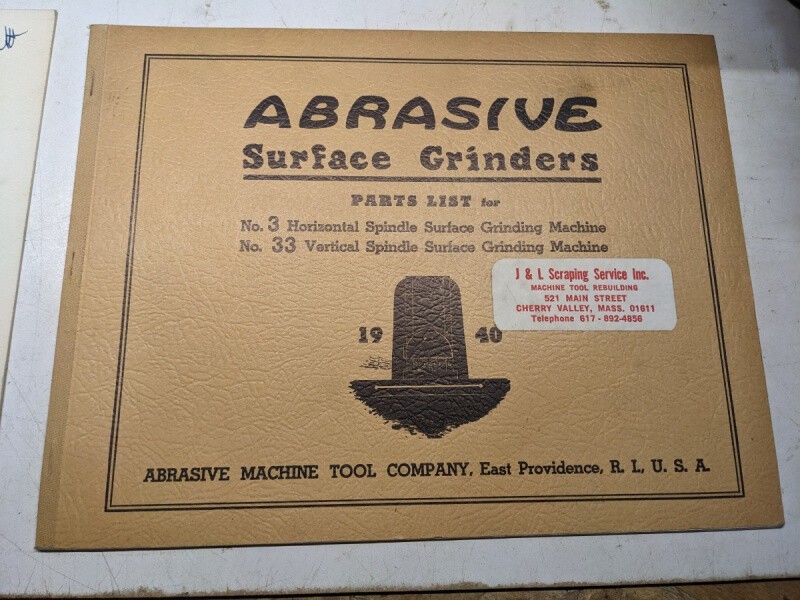 ABRASIVE
Surface Grinders
PARTS LIST for
No. 3 Horizontal Spindle Surface Grinding Machine
No. 33 Vertical Spindle Surface Grinding Machine
J & L Scraping Service Inc.
MACHINE TOOL REBUILDING
521 MAIN STREET
CHERRY VALLEY, MASS. 01611
Telephone 617 - 892-4856
19 40
ABRASIVE MACHINE TOOL COMPANY, East Providence, R. I., U. S. A.